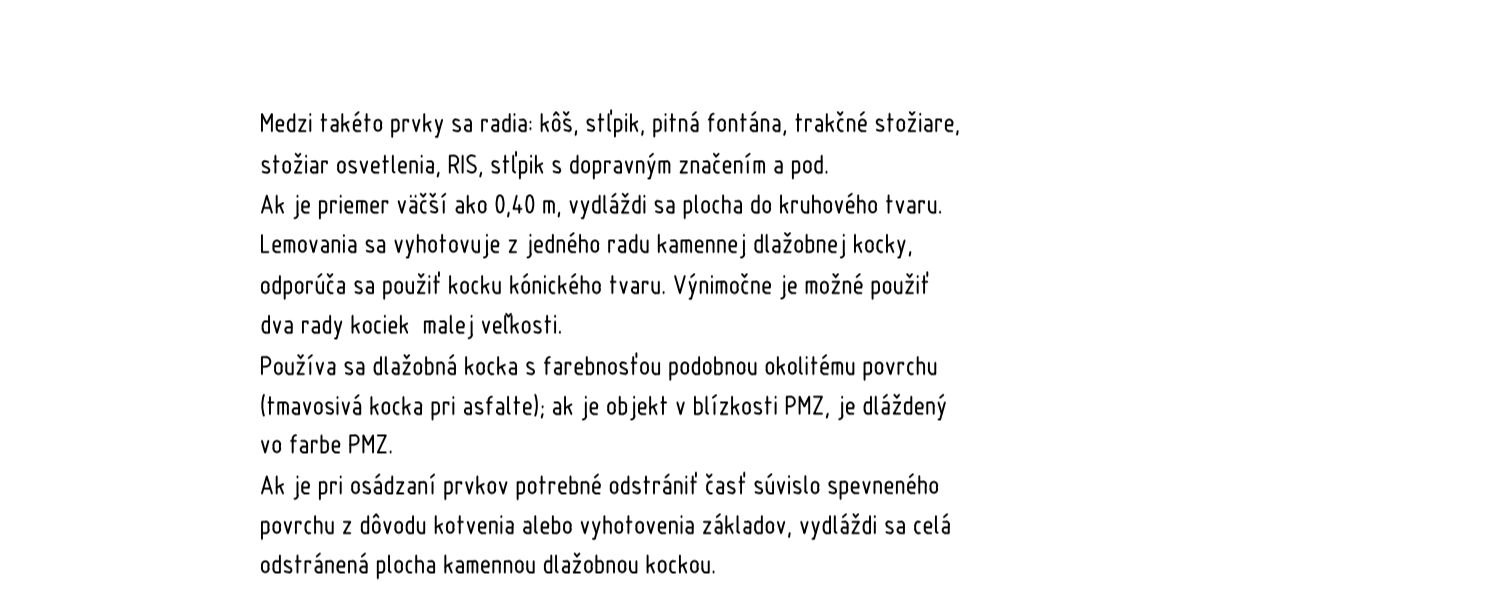 Medzi takéto prvky sa radia: kôš, stĺpik, pitná fontána, trakčné stožiare,
stožiar osvetlenia, RIS, stĺpik s dopravným značením a pod.
Ak je priemer väčší ako 0,40 m, vydláždi sa plocha do kruhového tvaru.
Lemovania sa vyhotovuje z jedného radu kamennej dlažobnej kocky,
odporúča sa použiť kocku kónického tvaru. Výnimočne je možné použiť
dva rady kociek  malej veľkosti.
Používa sa dlažobná kocka s farebnosťou podobnou okolitému povrchu
(tmavosivá kocka pri asfalte); ak je objekt v blízkosti PMZ, je dláždený
vo farbe PMZ.
Ak je pri osádzaní prvkov potrebné odstrániť časť súvislo spevneného
povrchu z dôvodu kotvenia alebo vyhotovenia základov, vydláždi sa celá
odstránená plocha kamennou dlažobnou kockou.